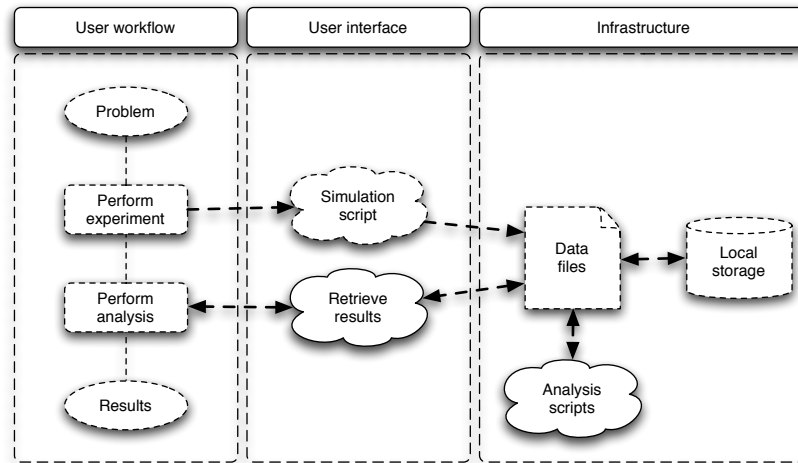 User workflow
User interface
Infrastructure
Problem
Perform
experiment
Simulation
script
Data
files
Local
storage
Perform
analysis
Retrieve
results
Results
Analysis
scripts